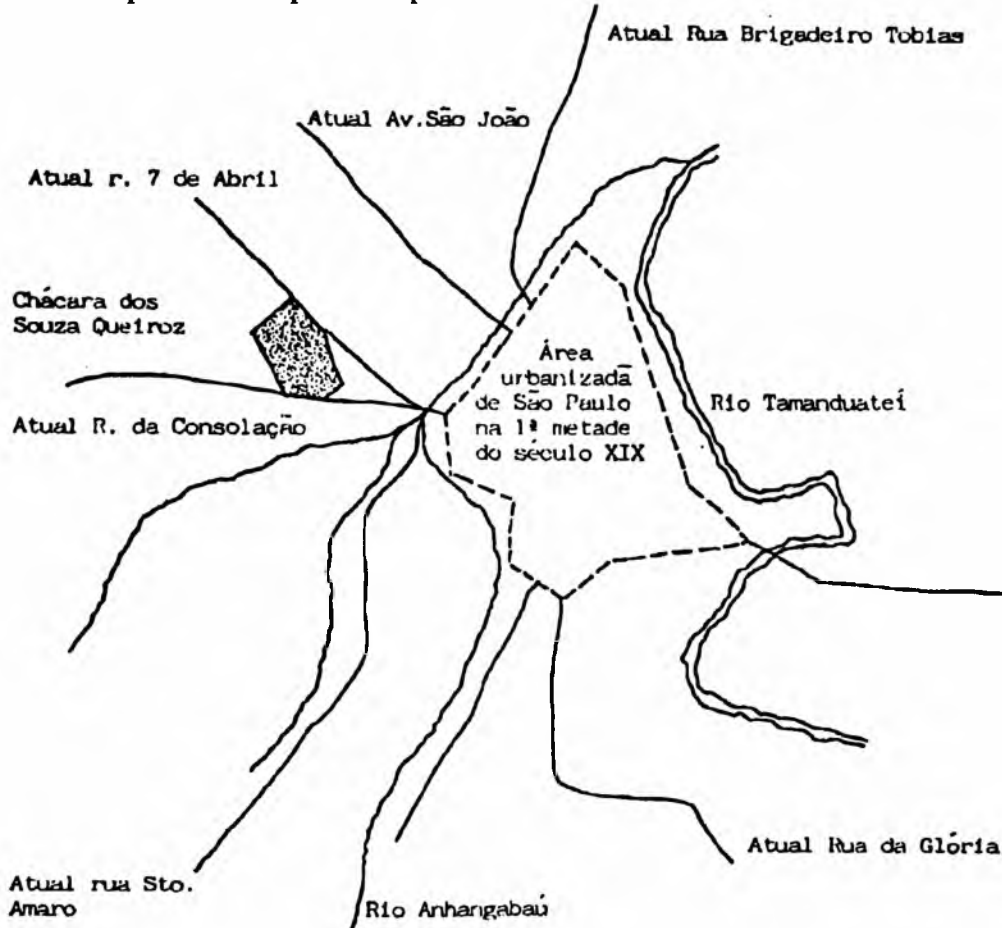 Atual Rua Brigadeiro Tobias
Atual Av.São João
Atual r. 7 de Abril
Chácara dos
Souza Queiroz
Área
urbanizada
de São Paulo
na 1ª metade
do século XIX
Rio Tamanduateí
Atual R. da Consolação
Atual Rua da Glória
Atual rua Sto.
Amaro
Rio Anhangabaú